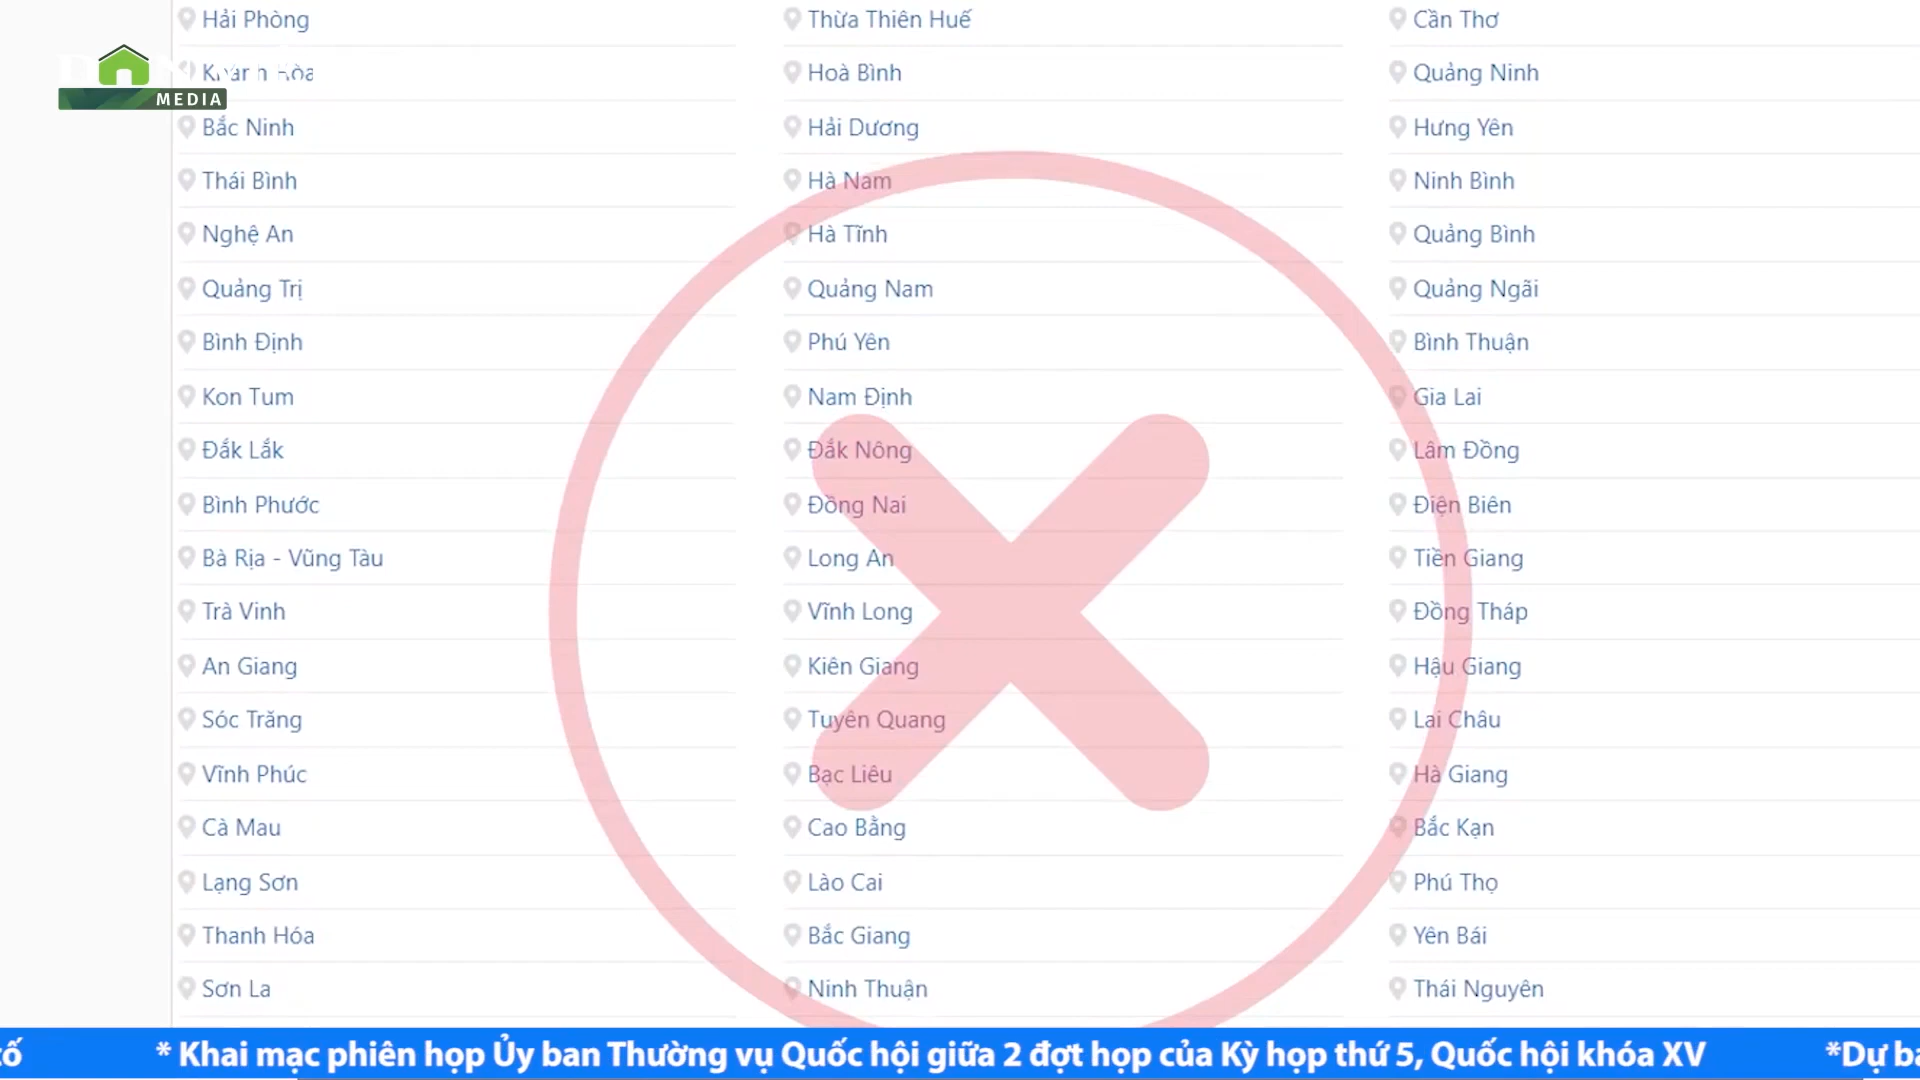 Hải Phòng
Thừa Thiên Huế
Cần Thơ
MEDIA
Hoà Bình
Quảng Ninh
Bắc Ninh
Hải Dương
Hưng Yên
Thái Bình
Hà Nam
Ninh Bình
Nghệ An
Hà Tĩnh
Quảng Bình
Quảng Trị
Quảng Nam
Quảng Ngãi
Bình Định
Phú Yên
Bình Thuận
Kon Tum
Nam Định
Gia Lai
Đắk Lắk
Đắk Nông
Lâm Đồng
Bình Phước
Đồng Nai
Điện Biên
Bà Rịa - Vũng Tàu
Long An
Tiền Giang
Trà Vinh
Vĩnh Long
Đồng Tháp
An Giang
Kiên Giang
Hậu Giang
Sóc Trăng
Tuyên Quang
Lai Châu
Vĩnh Phúc
Bạc Liêu
Hà Giang
Cà Mau
Cao Bằng
Bắc Kạn
Lạng Sơn
Lào Cai
Phú Thọ
Thanh Hóa
Bắc Giang
Yên Bái
Sơn La
Ninh Thuận
Thái Nguyên
* Khai mạc phiên họp Ủy ban Thường vụ Quốc hội giữa 2 đợt họp của Kỳ họp thứ 5, Quốc hội khóa XV *Dự